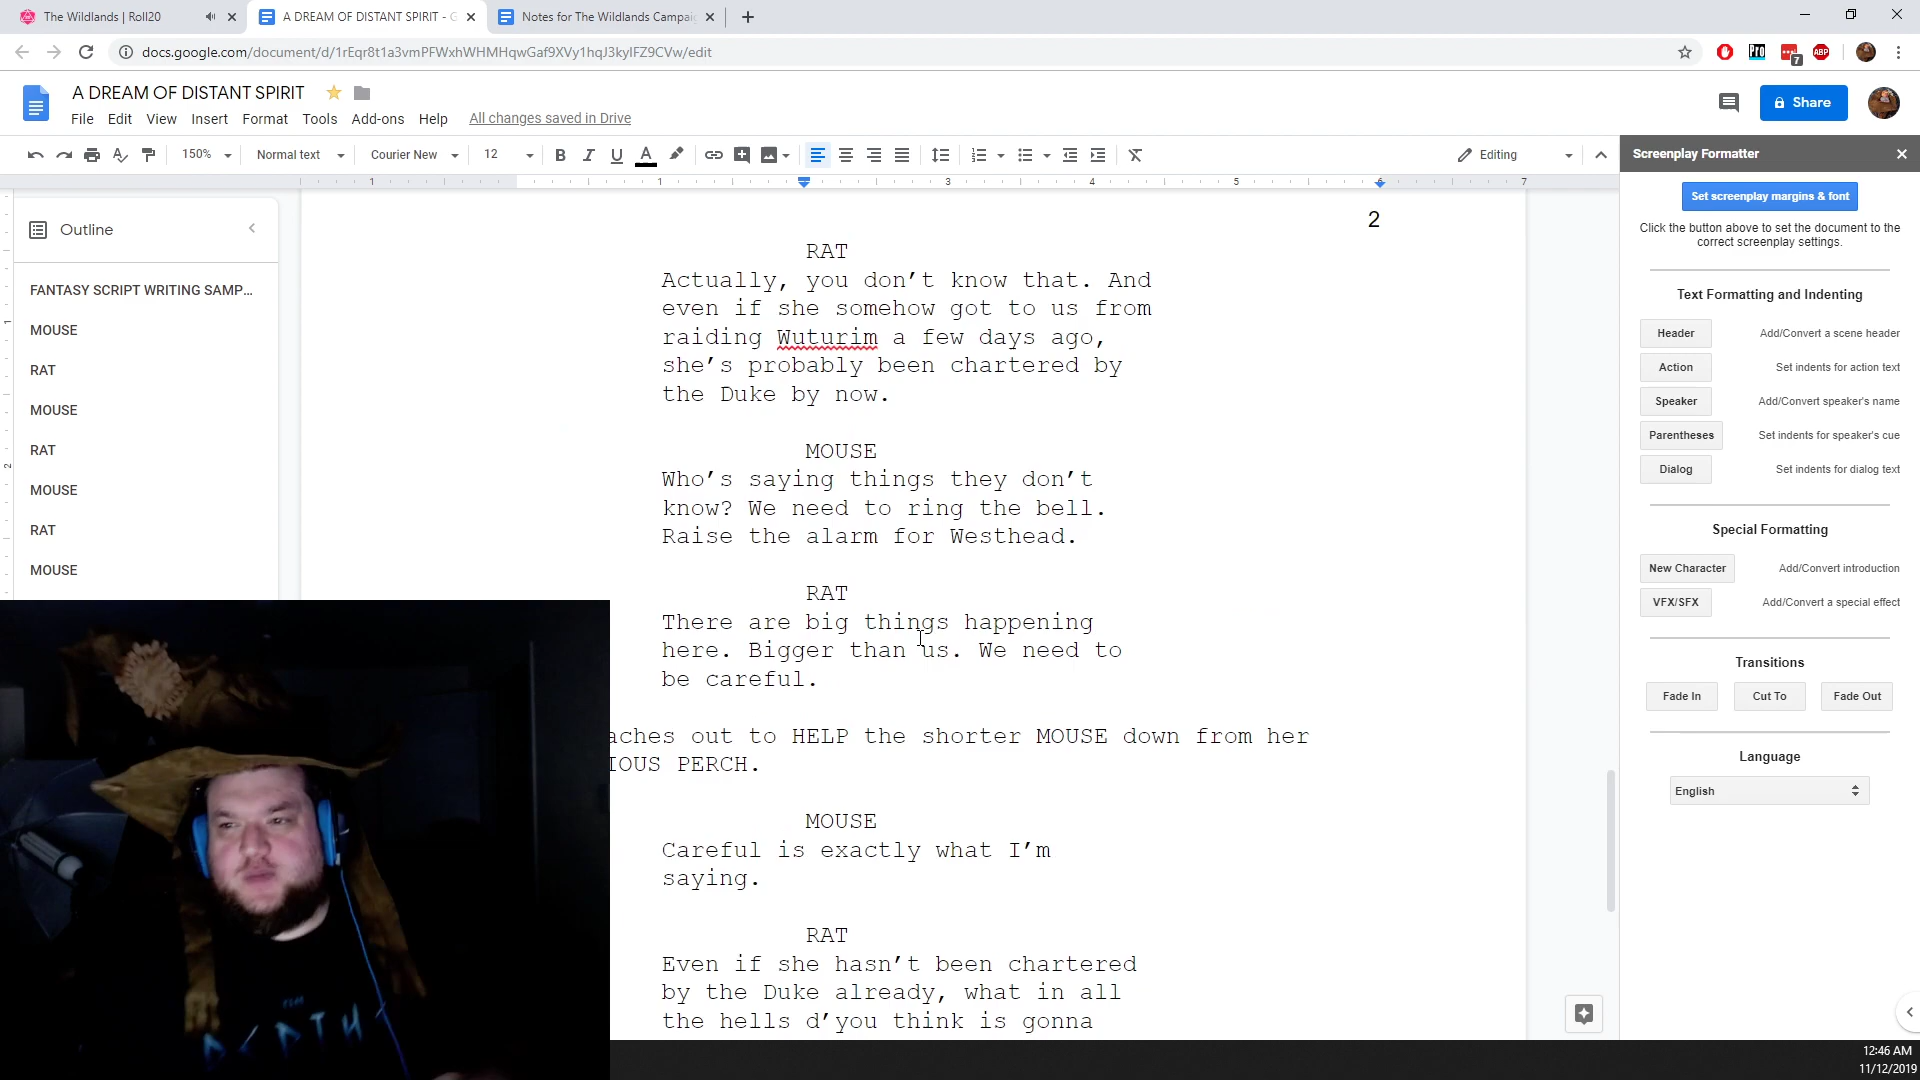 The Wildlands | Roll20
A DREAM OF DISTANT SPIRIT - G
Notes for The Wildlands Campai
docs.google.com/document/d/1rEqr8t1a3vmPFWxhWHMHqwGaf9XVy1hqJ3kyIFZ9CVw/edit
7
ABP
A DREAM OF DISTANT SPIRIT
Share
File Edit View Insert Format Tools Add-ons Help All changes saved in Drive
150% Normal text Courier New 12 B I U A Editing
Screenplay Formatter
1 1 3 4 5 6 7
Set screenplay margins & font
Click the button above to set the document to the
correct screenplay settings.
Text Formatting and Indenting
Header Add/Convert a scene header
Action Set indents for action text
Speaker Add/Convert speaker's name
Parentheses Set indents for speaker's cue
Dialog Set indents for dialog text
Special Formatting
New Character Add/Convert introduction
VFX/SFX Add/Convert a special effect
Transitions
Fade In Cut To Fade Out
Language
English
Outline
FANTASY SCRIPT WRITING SAMP...
MOUSE
RAT
MOUSE
RAT
MOUSE
RAT
MOUSE
2
RAT
Actually, you don't know that. And
even if she somehow got to us from
raiding Wuturim a few days ago,
she's probably been chartered by
the Duke by now.
MOUSE
Who's saying things they don't
know? We need to ring the bell.
Raise the alarm for Westhead.
RAT
There are big things happening
here. Bigger than us. We need to
be careful.
aches out to HELP the shorter MOUSE down from her
IOUS PERCH.
MOUSE
Careful is exactly what I'm
saying.
RAT
Even if she hasn't been chartered
by the Duke already, what in all
the hells d'you think is gonna
12:46 AM
11/12/2019